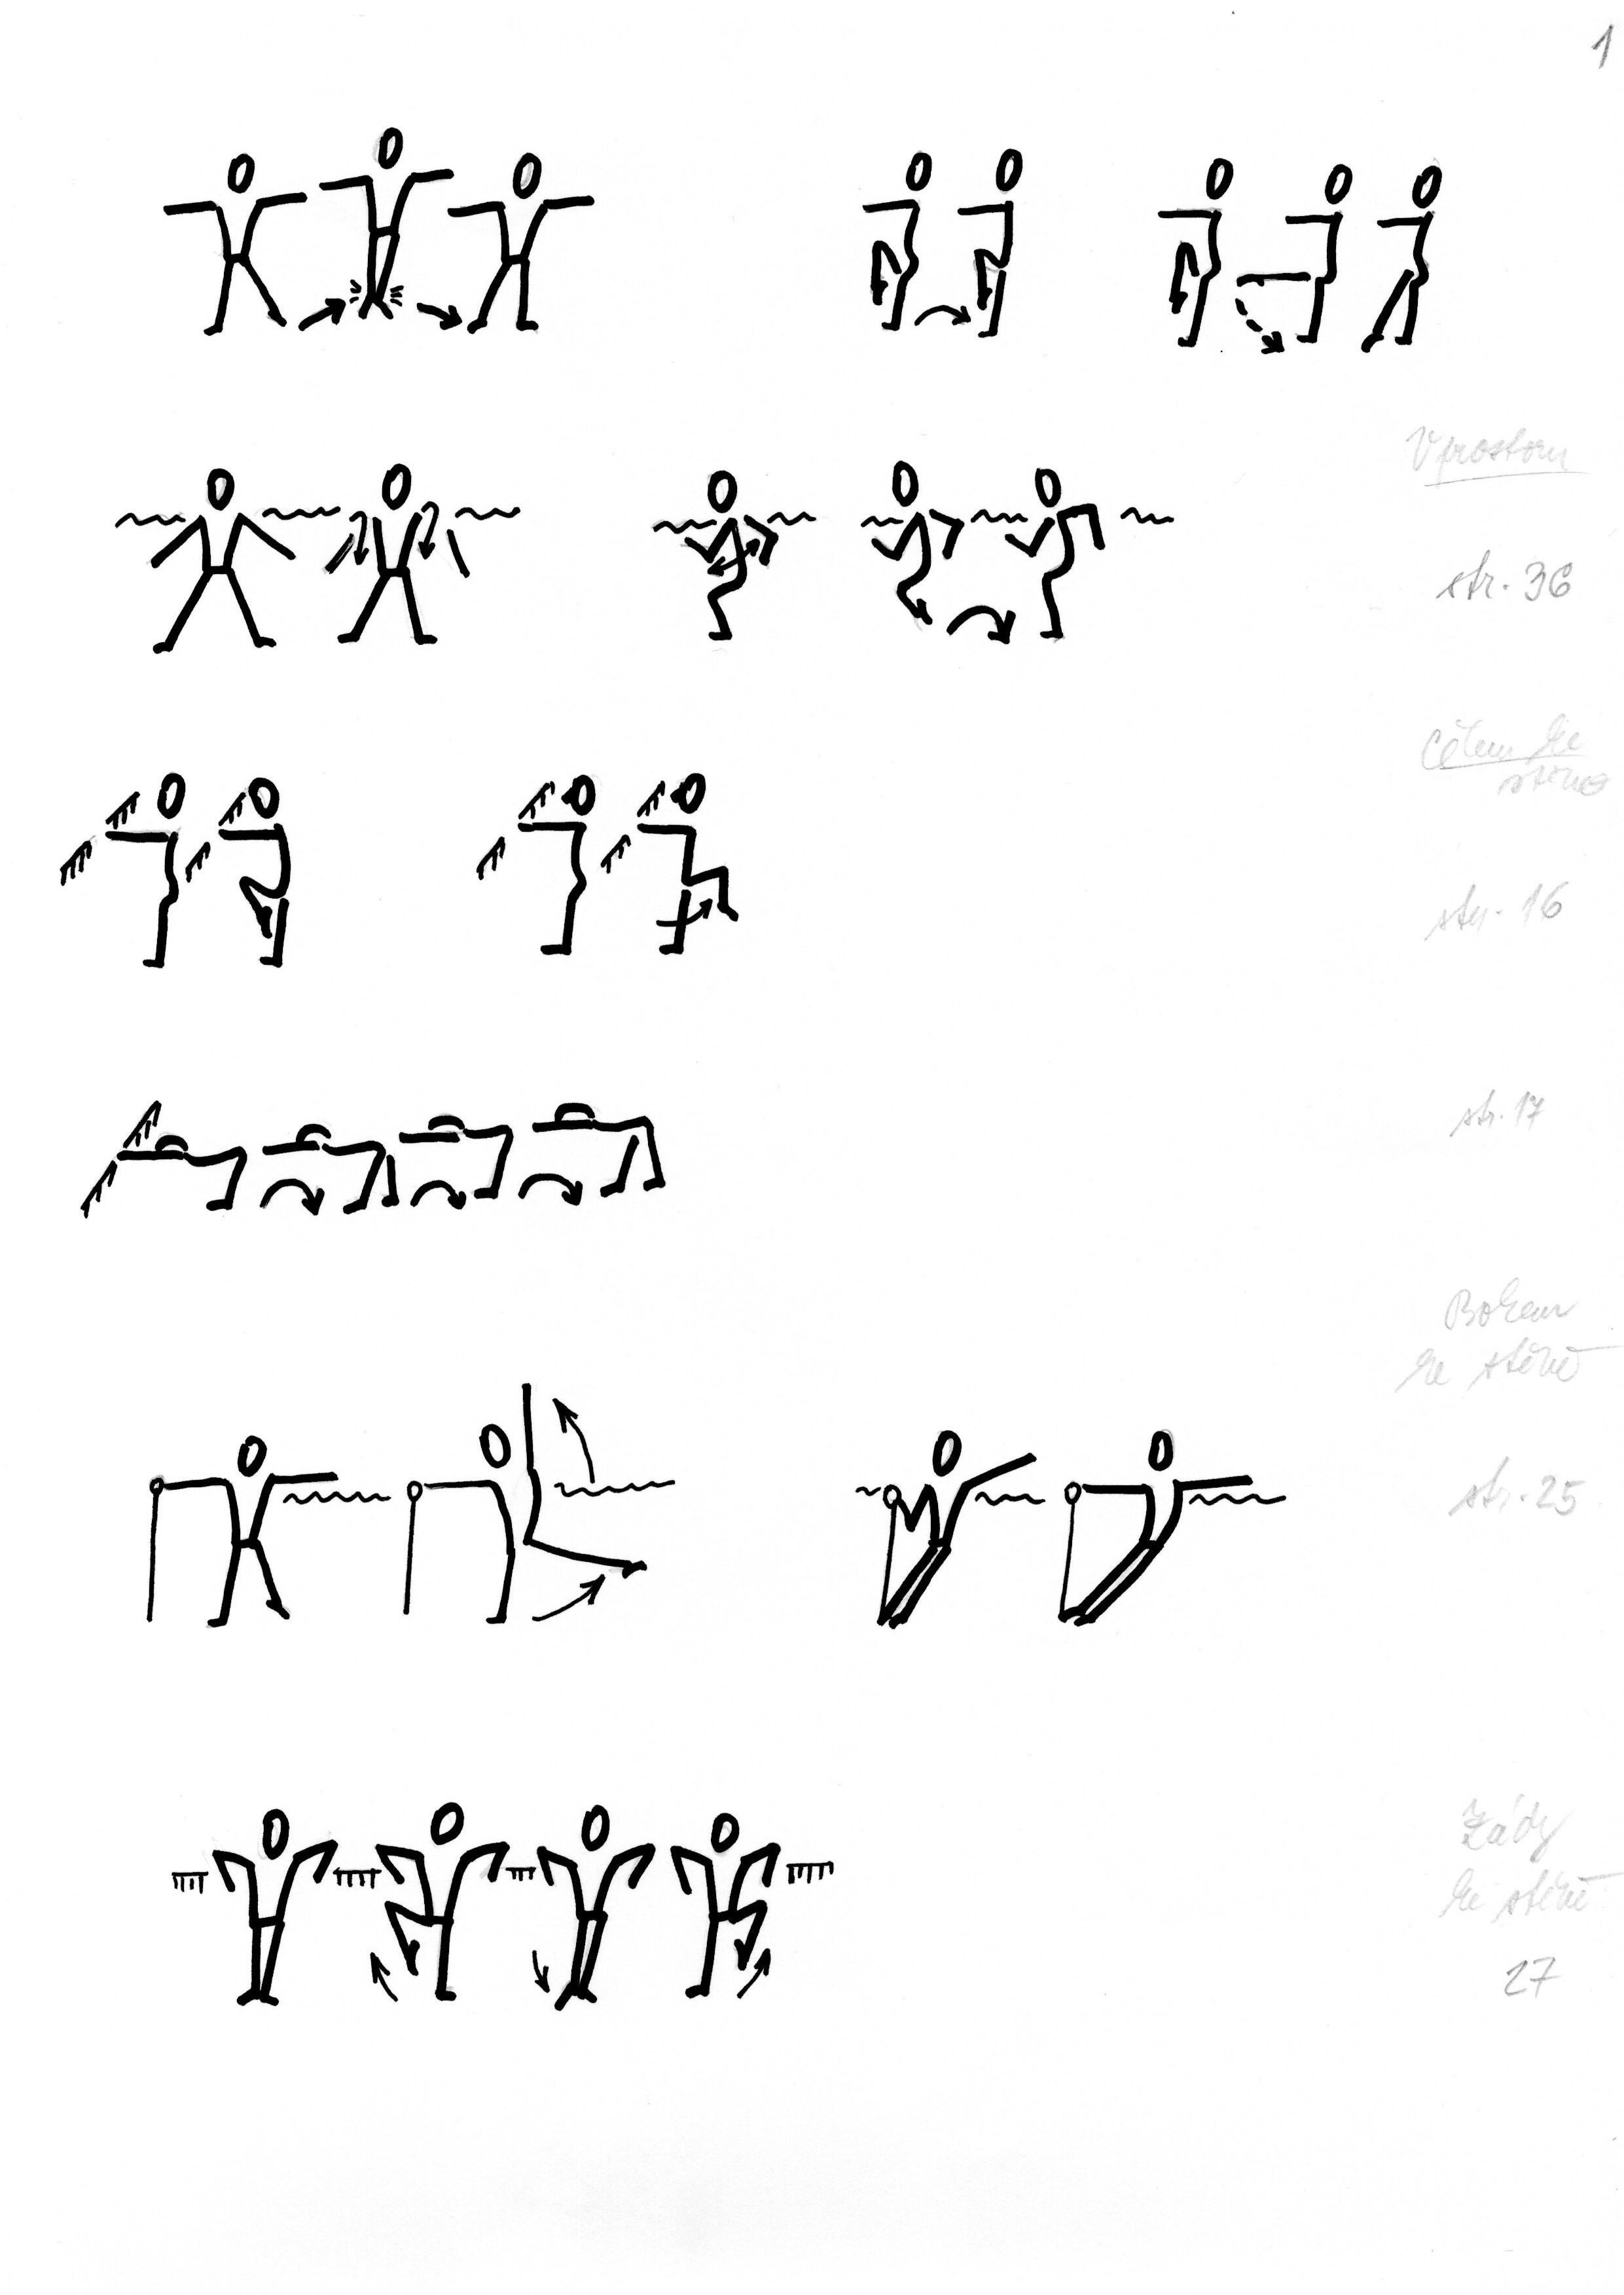 1
V prostoru
str. 36
Čelem ke
stěně
str. 16
str. 17
Bokem
ke stěně
str. 25
Zády
ke stěně
27